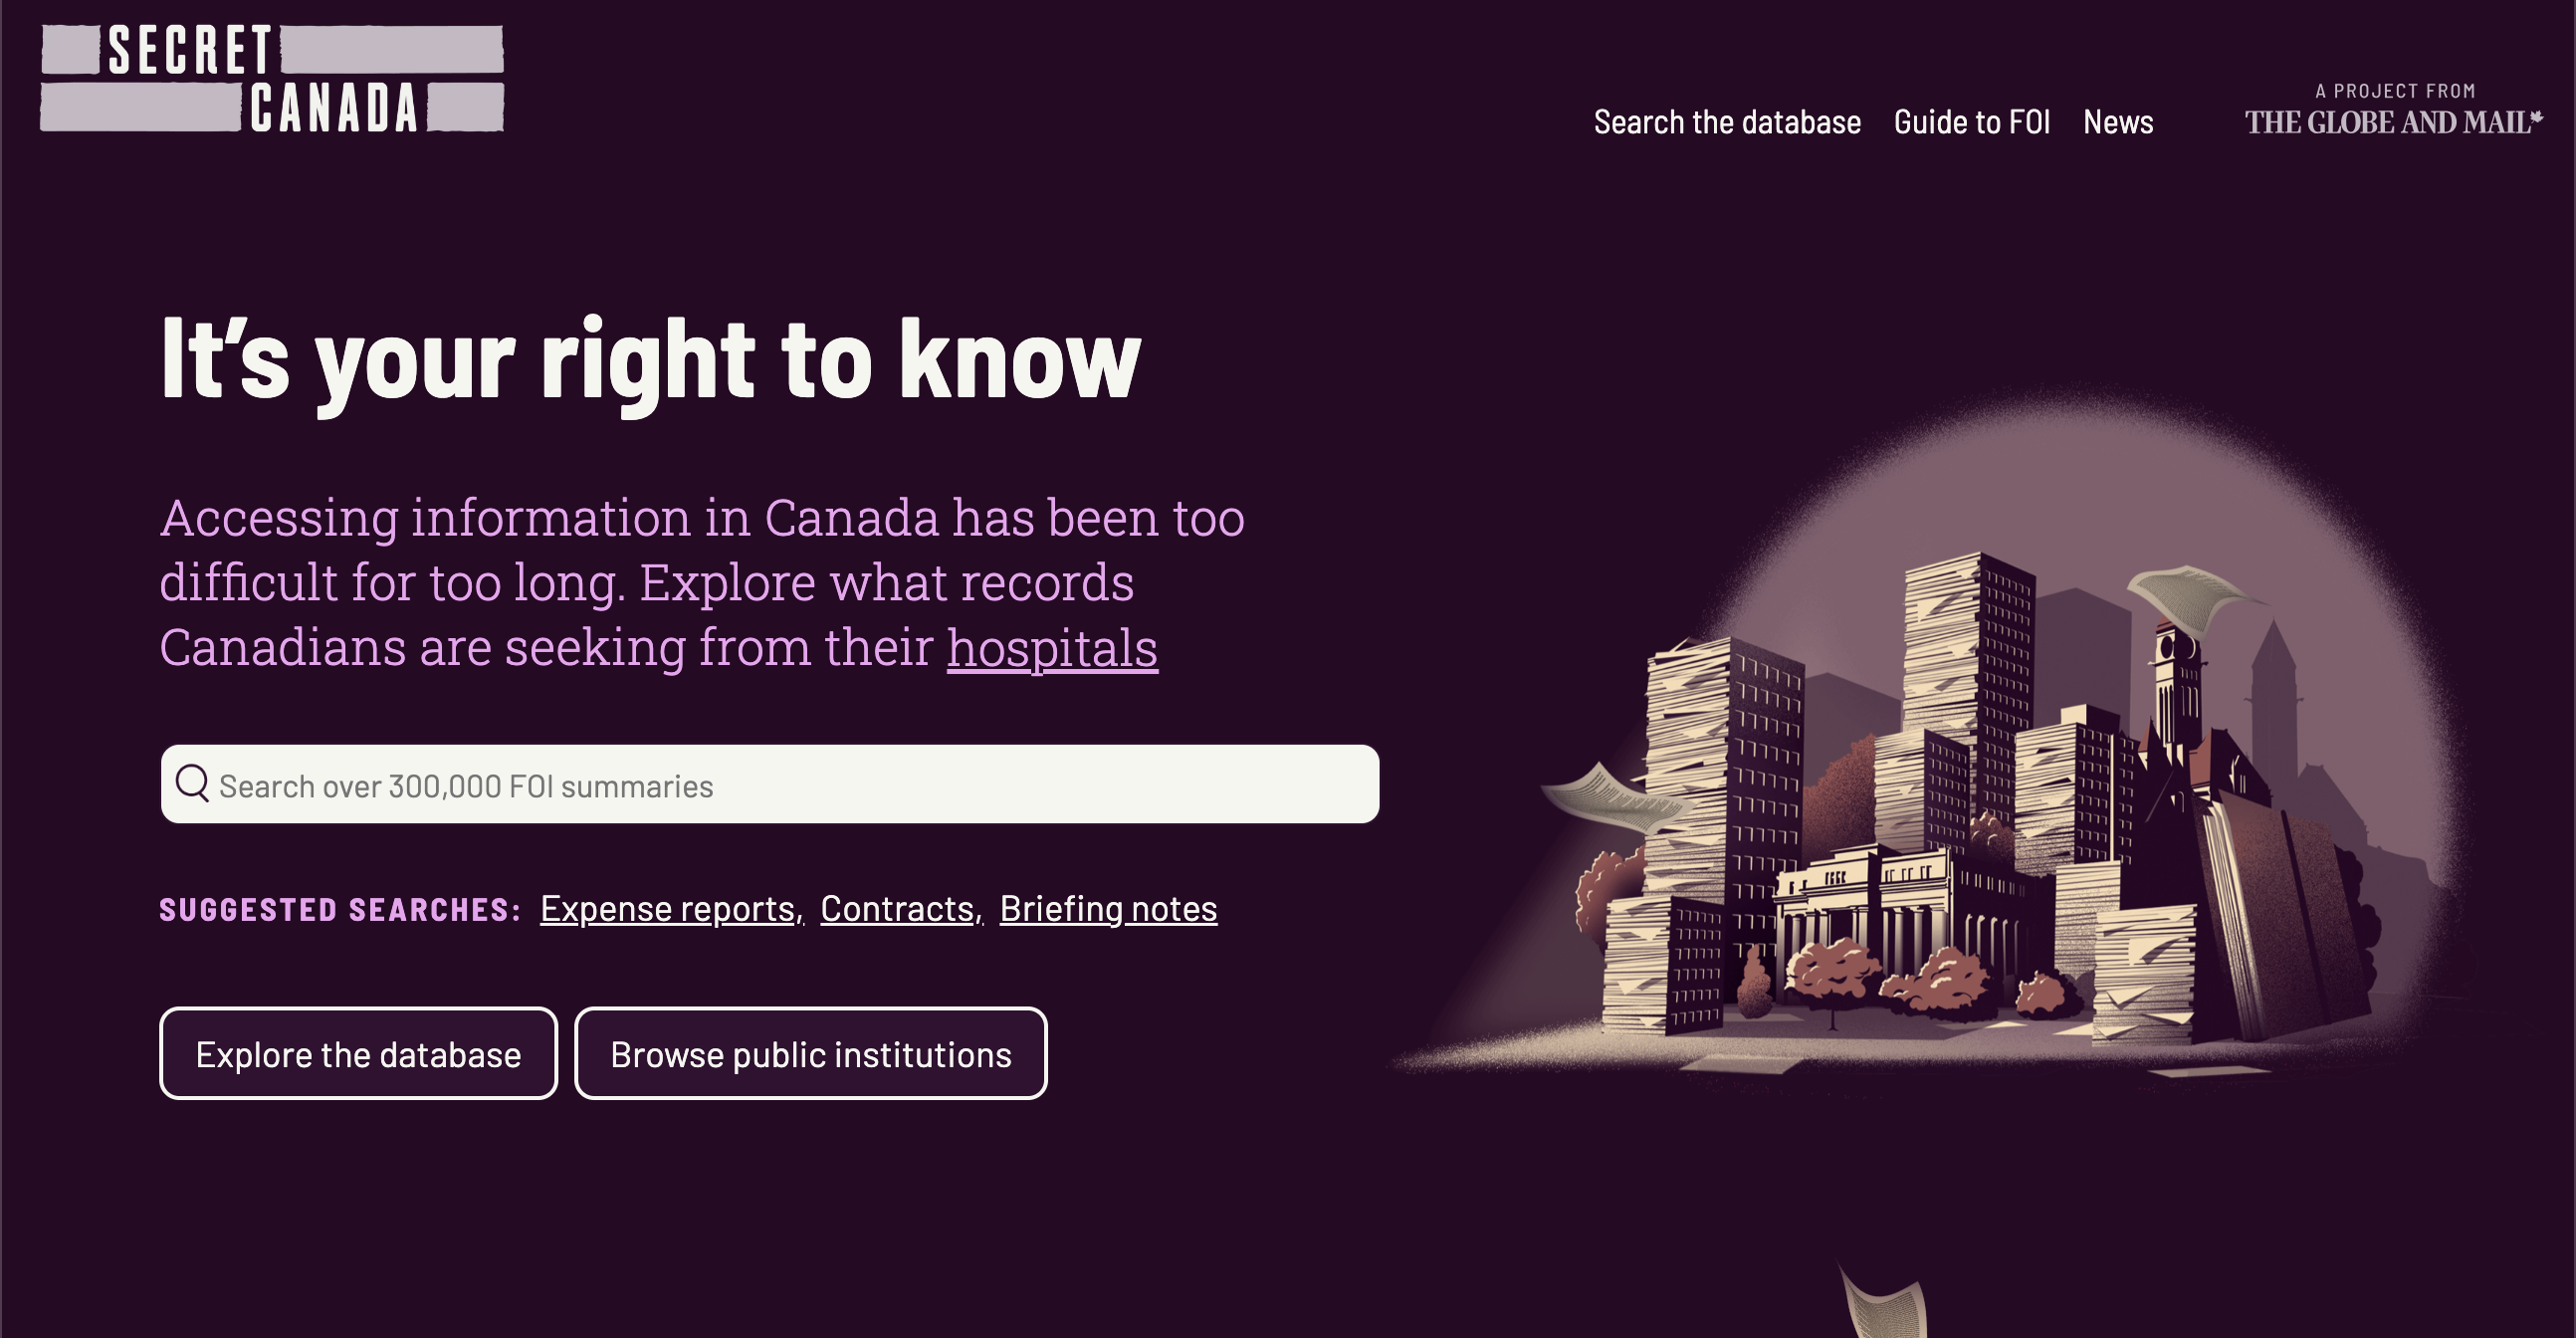 SECRET
CANADA
Search the database
Guide to FOI
News
A PROJECT FROM
THE GLOBE AND MAIL
It’s your right to know
Accessing information in Canada has been too
difficult for too long. Explore what records
Canadians are seeking from their hospitals
Search over 300,000 FOI summaries
SUGGESTED SEARCHES: Expense reports, Contracts, Briefing notes
Explore the database
Browse public institutions